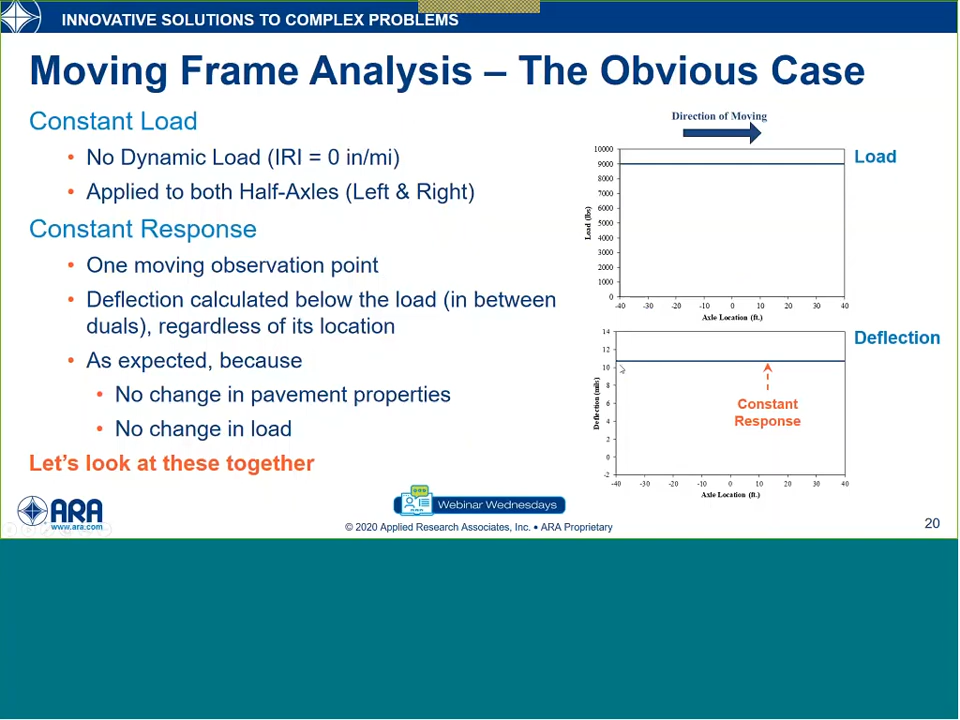 INNOVATIVE SOLUTIONS TO COMPLEX PROBLEMS
Moving Frame Analysis – The Obvious Case
Constant Load
• No Dynamic Load (IRI = 0 in/mi)
• Applied to both Half-Axles (Left & Right)
Constant Response
• One moving observation point
• Deflection calculated below the load (in between
duals), regardless of its location
• As expected, because
• No change in pavement properties
• No change in load
Let's look at these together
Direction of Moving
Load
Load (lbs)
10000
9000
8000
7000
6000
5000
4000
3000
2000
1000
0
-40 -30 -20 -10 0 10 20 30 40
Axle Location (ft.)
Deflection
Deflection (mils)
14
12
10
8
6
4
2
0
-2
Constant
Response
-40 -30 -20 -10 0 10 20 30 40
Axle Location (ft.)
ARA
www.ara.com
Webinar Wednesdays
© 2020 Applied Research Associates, Inc. • ARA Proprietary
20